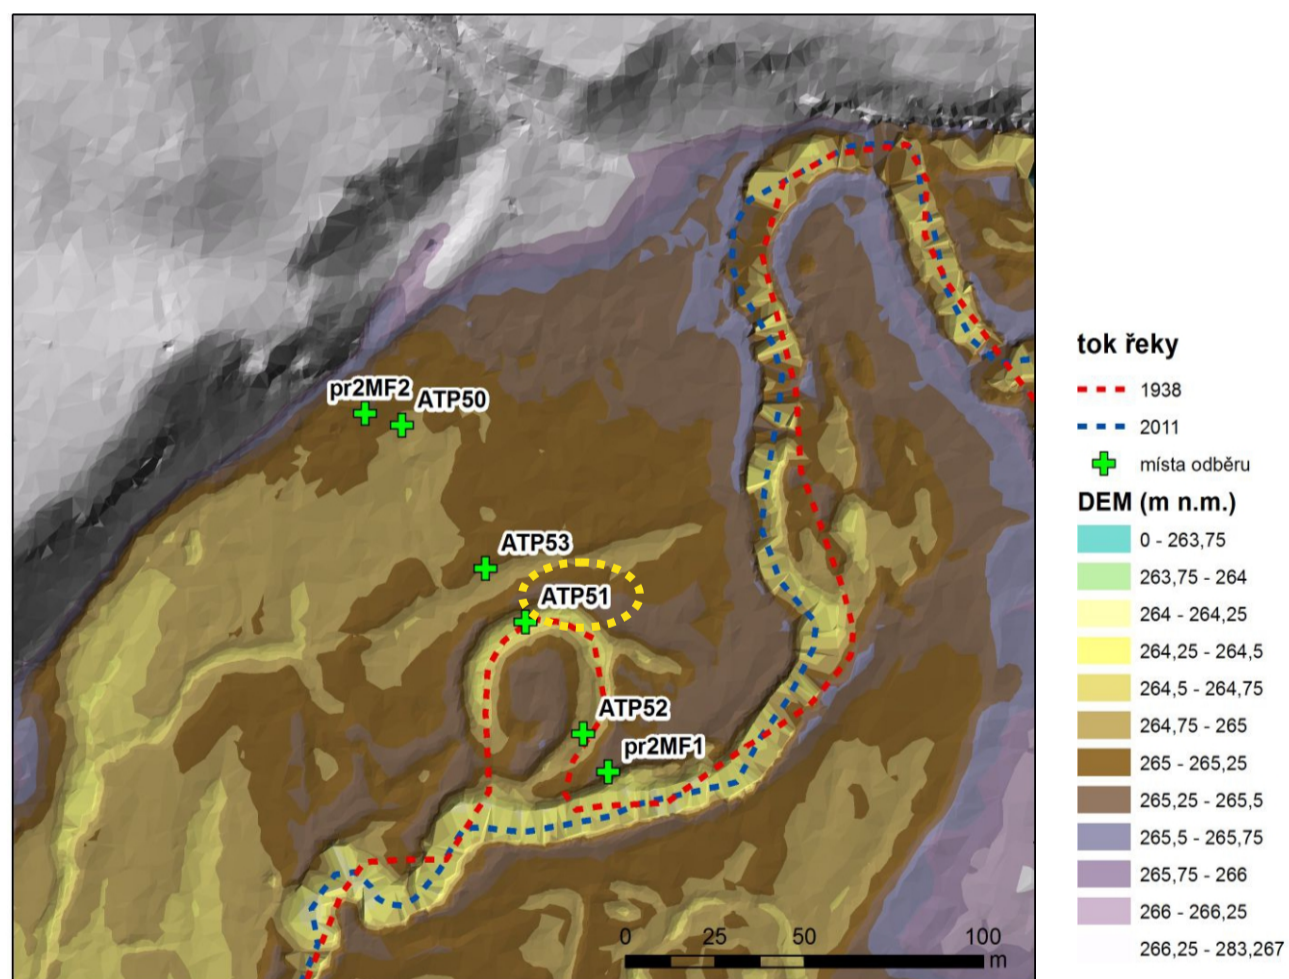 pr2MF2
ATP50
ATP53
ATP51
ATP52
pr2MF1
0 25 50 100
m
tok řeky
1938
2011
místa odběru
DEM (m n.m.)
0 - 263,75
263,75 - 264
264 - 264,25
264,25 - 264,5
264,5 - 264,75
264,75 - 265
265 - 265,25
265,25 - 265,5
265,5 - 265,75
265,75 - 266
266 - 266,25
266,25 - 283,267